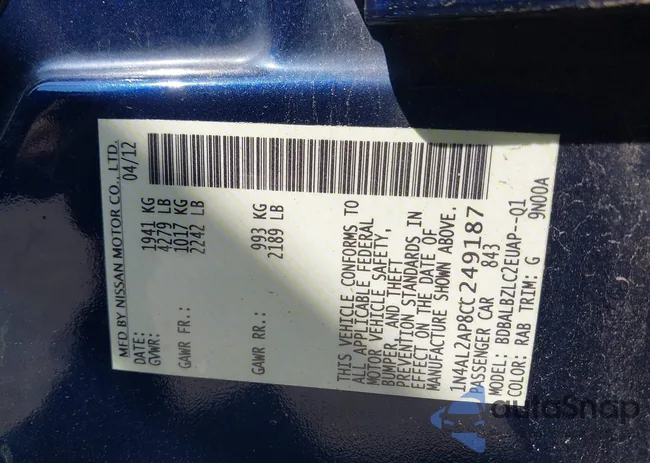 MFD BY NISSAN MOTOR CO., LTD.
DATE: 04/12
GVWR: 1941 KG
4279 LB
GAWR FR.: 1017 KG
2242 LB
GAWR RR.: 993 KG
2189 LB
THIS VEHICLE CONFORMS TO
ALL APPLICABLE FEDERAL
MOTOR VEHICLE SAFETY,
BUMPER, AND THEFT
PREVENTION STANDARDS IN
EFFECT ON THE DATE OF
MANUFACTURE SHOWN ABOVE.
1N4AL2AP8CC249187
PASSENGER CAR 843
MODEL: BDBALBZLC2EUAP--Q1
COLOR: RAB TRIM: G 9N00A
autoSnap